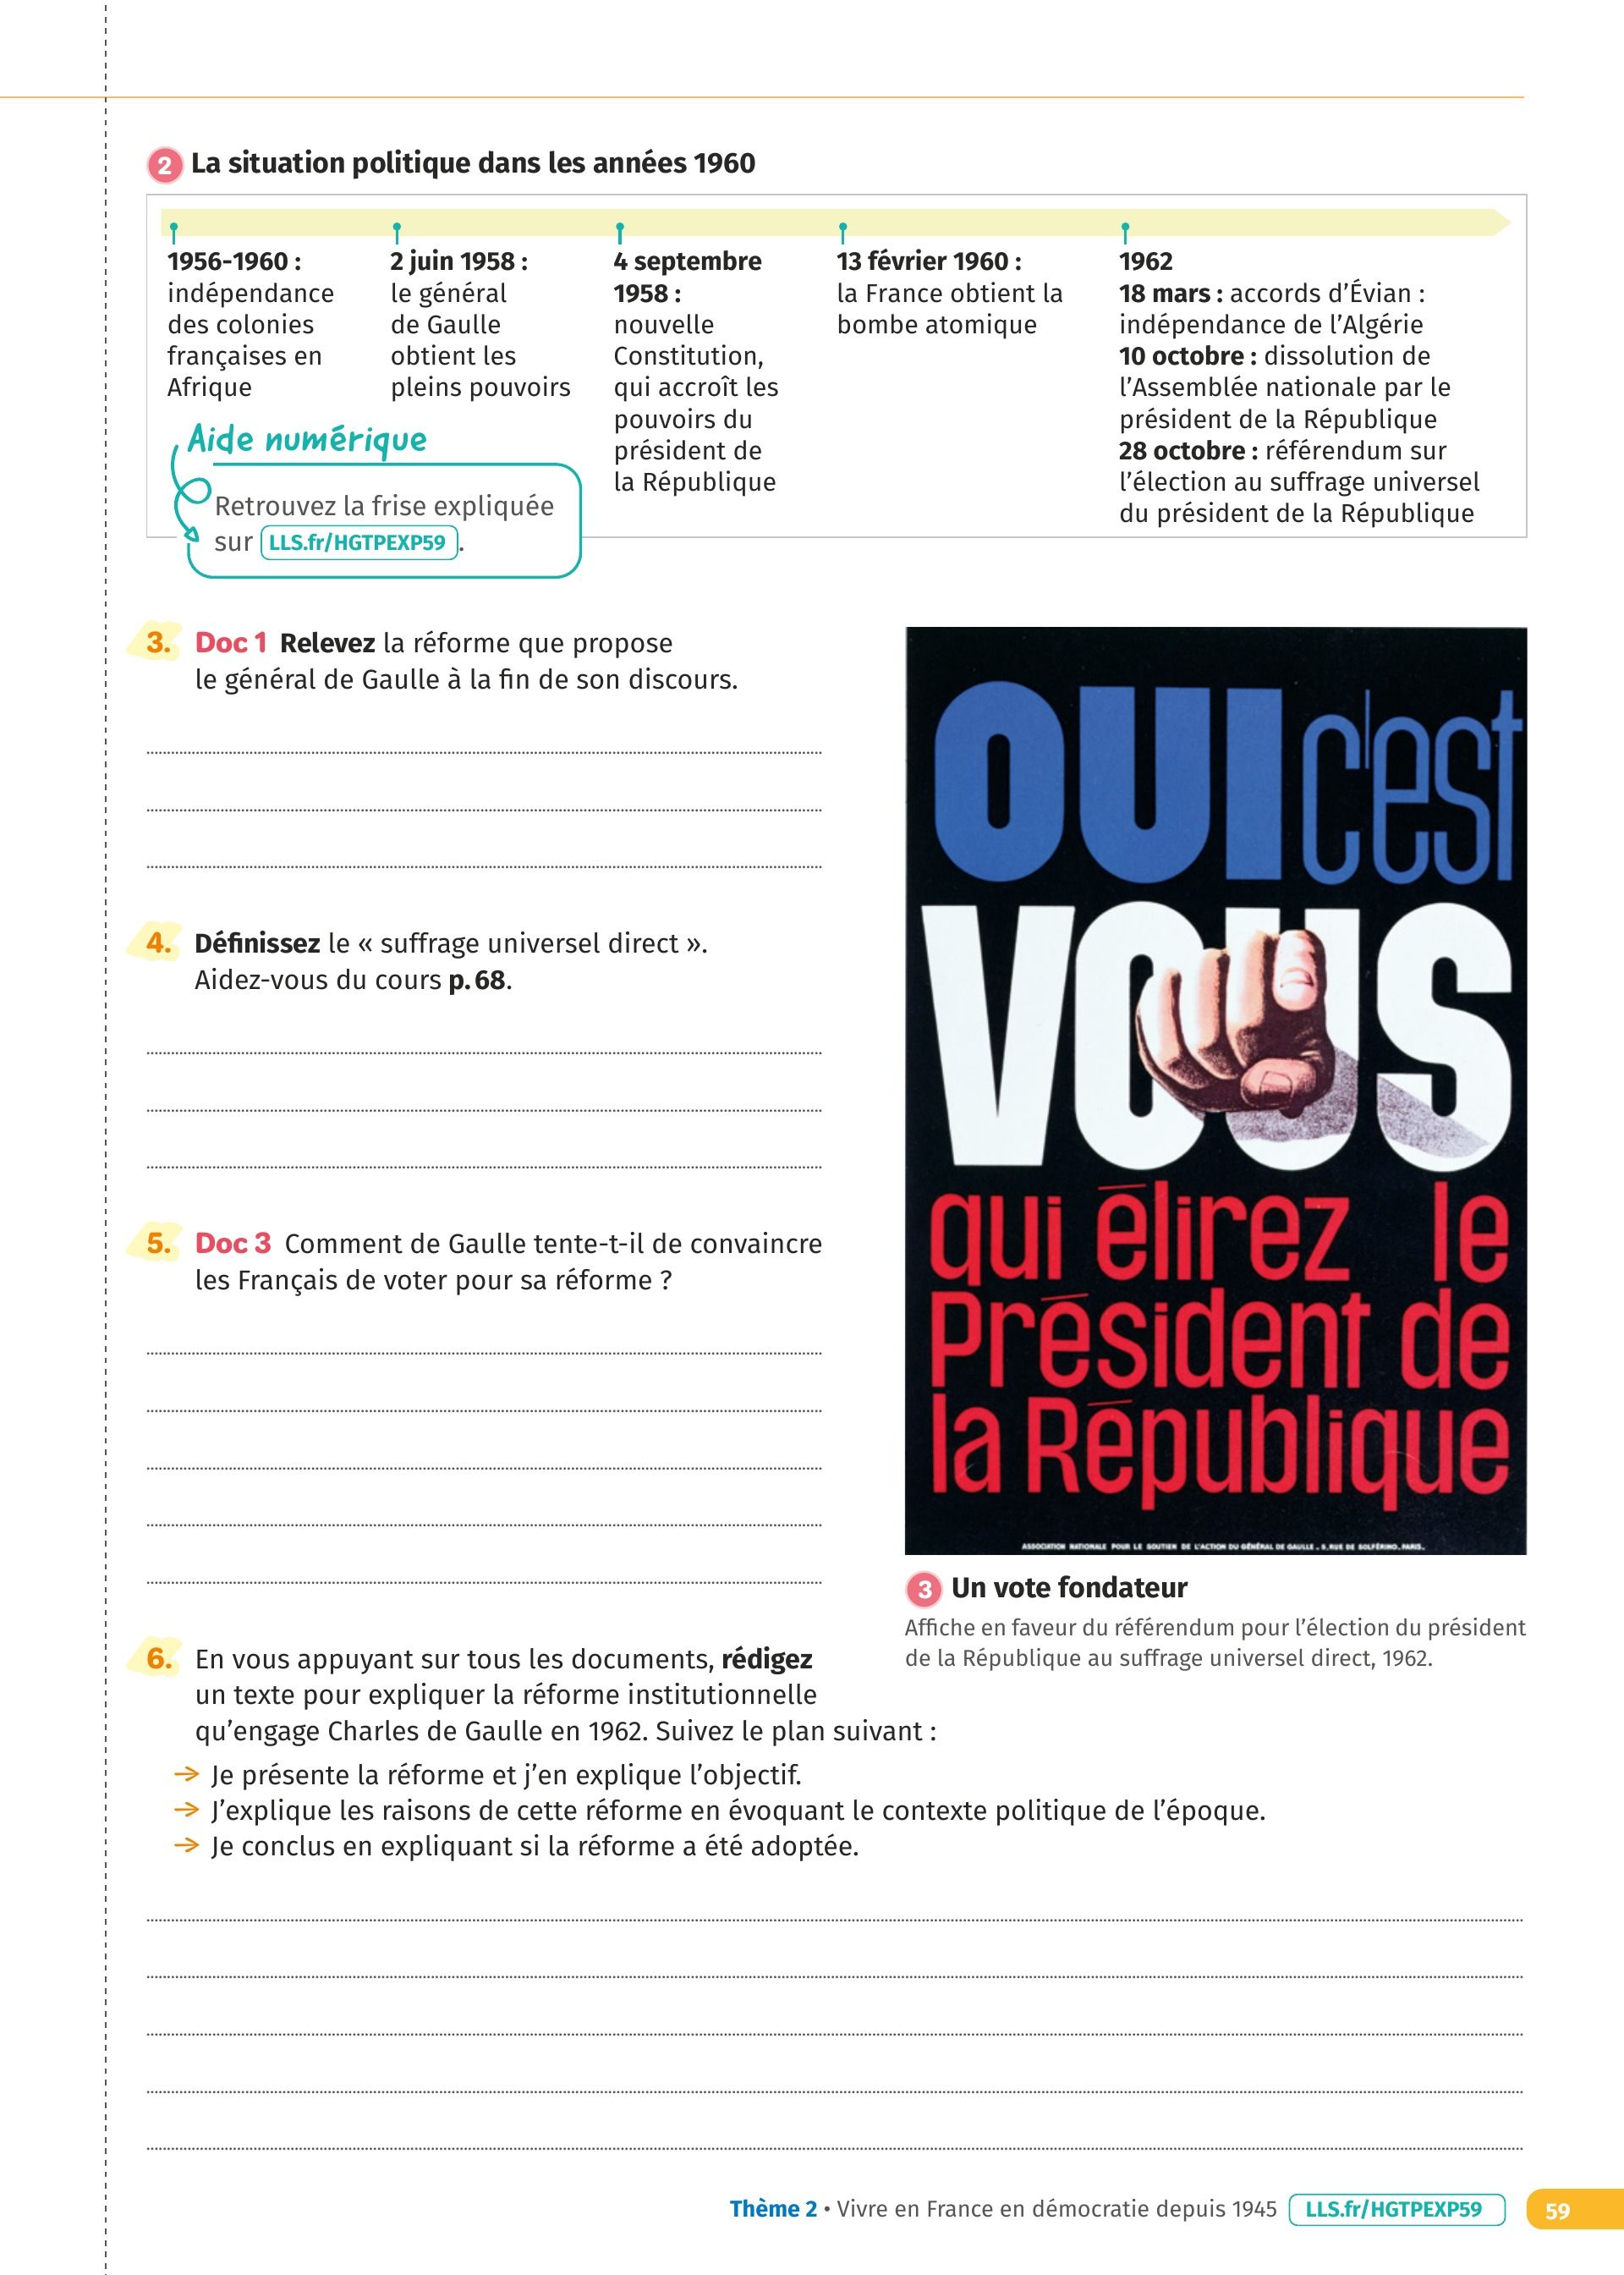 2 La situation politique dans les années 1960
1956-1960 :
indépendance
des colonies
françaises en
Afrique
2 juin 1958 :
le général
de Gaulle
obtient les
pleins pouvoirs
4 septembre
1958 :
nouvelle
Constitution,
qui accroît les
pouvoirs du
président de
la République
13 février 1960 :
la France obtient la
bombe atomique
1962
18 mars : accords d’Évian :
indépendance de l’Algérie
10 octobre : dissolution de
l’Assemblée nationale par le
président de la République
28 octobre : référendum sur
l’élection au suffrage universel
du président de la République
Aide numérique
Retrouvez la frise expliquée
sur LLS.fr/HGTPEXP59 .
3. Doc 1 Relevez la réforme que propose
le général de Gaulle à la fin de son discours.
4. Définissez le « suffrage universel direct ».
Aidez-vous du cours p. 68.
5. Doc 3 Comment de Gaulle tente-t-il de convaincre
les Français de voter pour sa réforme ?
OUI c'est
VOUS
qui élirez le
Président de
la République
ASSOCIATION NATIONALE POUR LE SOUTIEN DE L'ACTION DU GÉNÉRAL DE GAULLE . 5, RUE DE SOLFÉRINO . PARIS .
3 Un vote fondateur
Affiche en faveur du référendum pour l’élection du président
de la République au suffrage universel direct, 1962.
6. En vous appuyant sur tous les documents, rédigez
un texte pour expliquer la réforme institutionnelle
qu’engage Charles de Gaulle en 1962. Suivez le plan suivant :
→ Je présente la réforme et j’en explique l’objectif.
→ J’explique les raisons de cette réforme en évoquant le contexte politique de l’époque.
→ Je conclus en expliquant si la réforme a été adoptée.
Thème 2 • Vivre en France en démocratie depuis 1945 LLS.fr/HGTPEXP59 59